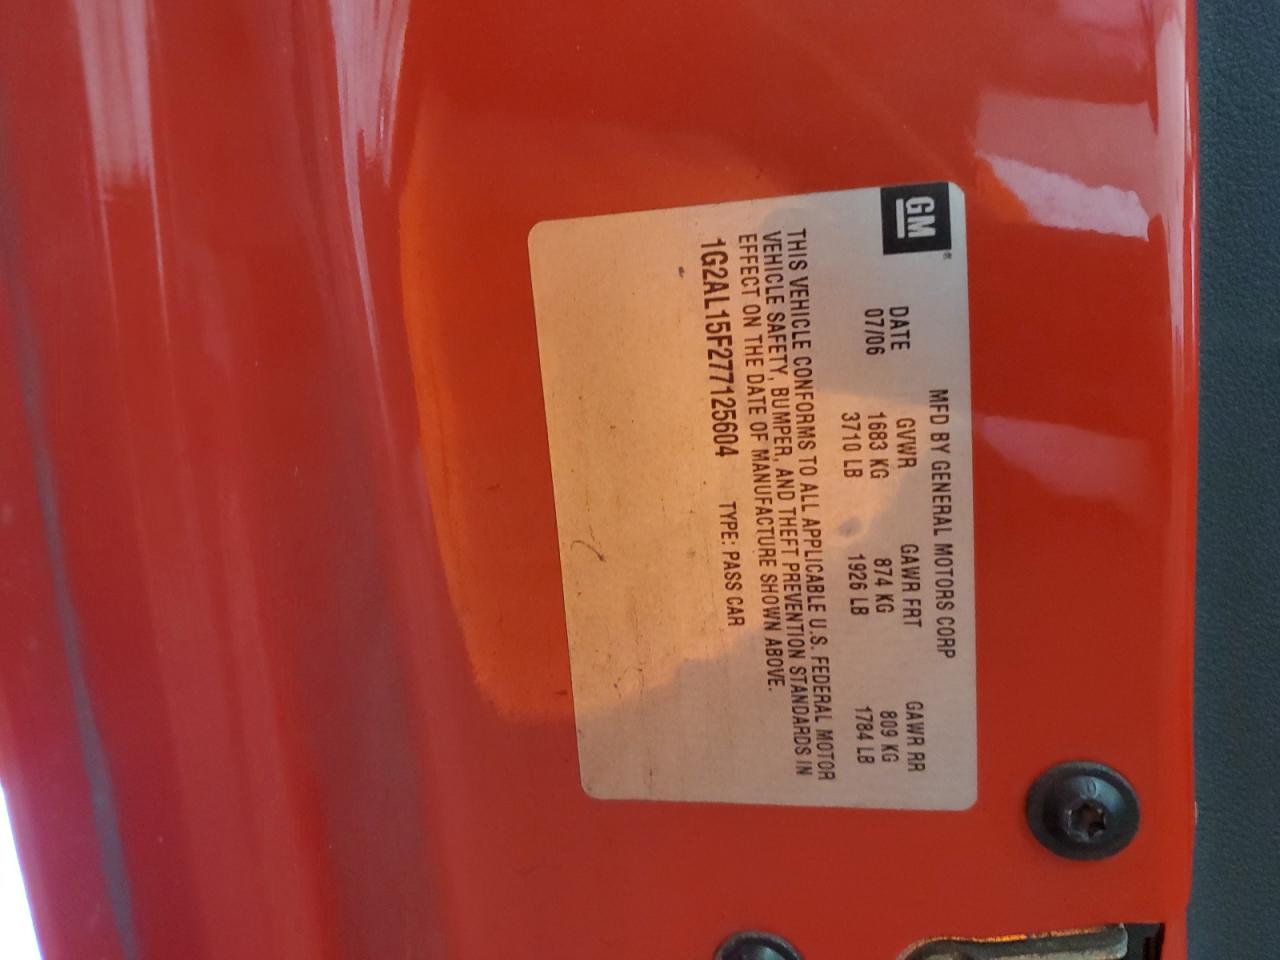 GM®
MFD BY GENERAL MOTORS CORP
DATE GVWR GAWR FRT GAWR RR
07/06 1683 KG 874 KG 809 KG
3710 LB 1926 LB 1784 LB
THIS VEHICLE CONFORMS TO ALL APPLICABLE U.S. FEDERAL MOTOR
VEHICLE SAFETY, BUMPER, AND THEFT PREVENTION STANDARDS IN
EFFECT ON THE DATE OF MANUFACTURE SHOWN ABOVE.
1G2AL15F277125604 TYPE: PASS CAR